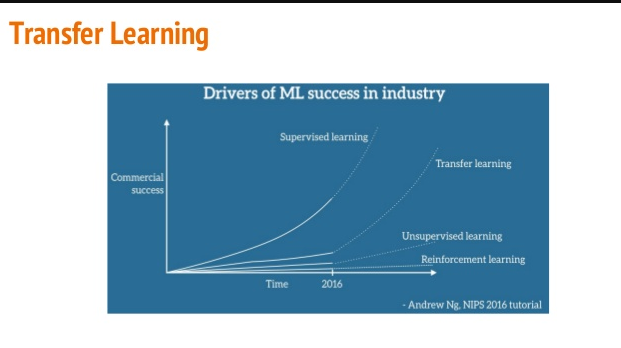 Transfer Learning
Drivers of ML success in industry
Supervised learning
Transfer learning
Commercial
success
Unsupervised learning
Reinforcement learning
Time
2016
- Andrew Ng, NIPS 2016 tutorial